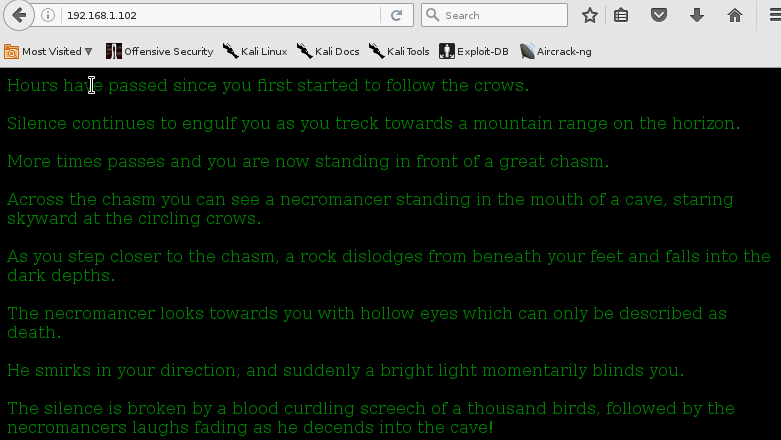 192.168.1.102
Search
Most Visited
Offensive Security
Kali Linux
Kali Docs
Kali Tools
Exploit-DB
Aircrack-ng
Hours have passed since you first started to follow the crows.
Silence continues to engulf you as you treck towards a mountain range on the horizon.
More times passes and you are now standing in front of a great chasm.
Across the chasm you can see a necromancer standing in the mouth of a cave, staring
skyward at the circling crows.
As you step closer to the chasm, a rock dislodges from beneath your feet and falls into the
dark depths.
The necromancer looks towards you with hollow eyes which can only be described as
death.
He smirks in your direction, and suddenly a bright light momentarily blinds you.
The silence is broken by a blood curdling screech of a thousand birds, followed by the
necromancers laughs fading as he decends into the cave!